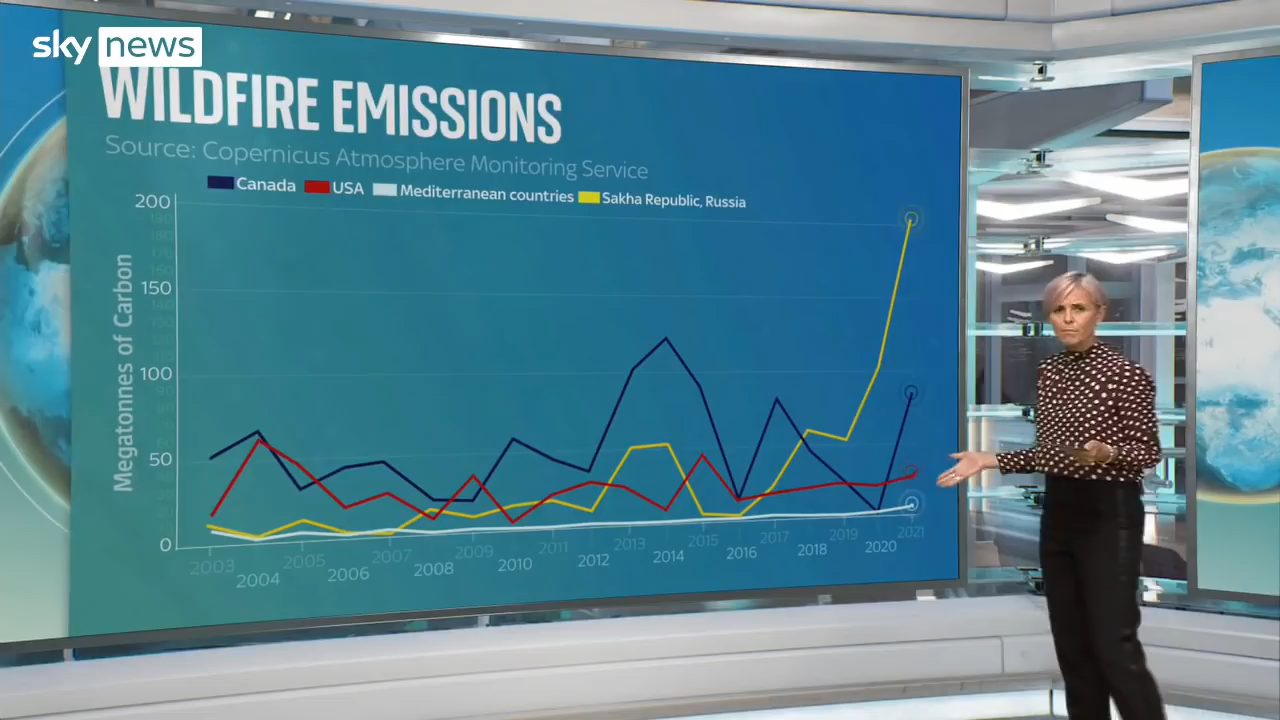 sky news
WILDFIRE EMISSIONS
Source: Copernicus Atmosphere Monitoring Service
Canada USA Mediterranean countries Sakha Republic, Russia
Megatonnes of Carbon
200
150
100
50
0
2003 2004 2005 2006 2007 2008 2009 2010 2011 2012 2013 2014 2015 2016 2017 2018 2019 2020 2021